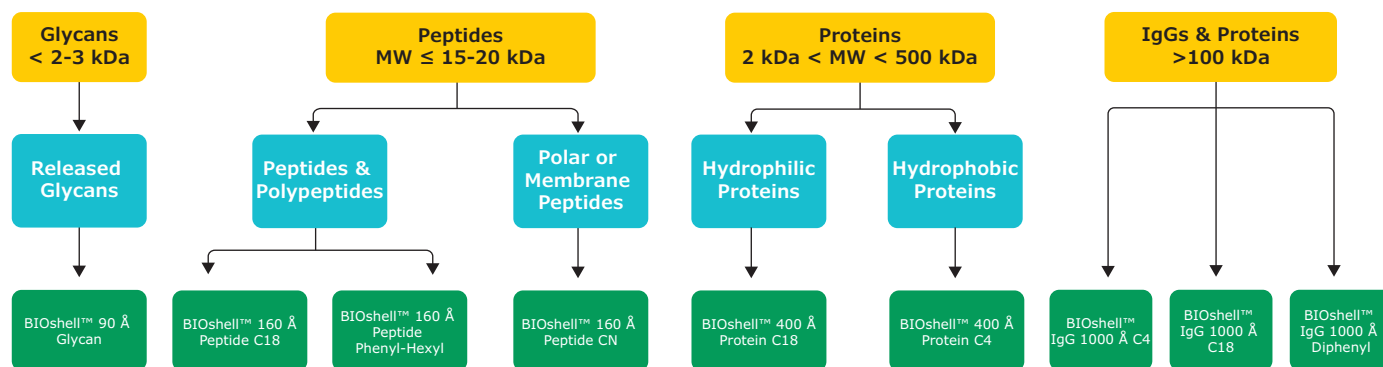 Glycans
< 2-3 kDa
Peptides
MW ≤ 15-20 kDa
Proteins
2 kDa < MW < 500 kDa
IgGs & Proteins
>100 kDa
Released
Glycans
Peptides &
Polypeptides
Polar or
Membrane
Peptides
Hydrophilic
Proteins
Hydrophobic
Proteins
BIOshell™ 90 Å
Glycan
BIOshell™ 160 Å
Peptide C18
BIOshell™ 160 Å
Peptide
Phenyl-Hexyl
BIOshell™ 160 Å
Peptide CN
BIOshell™ 400 Å
Protein C18
BIOshell™ 400 Å
Protein C4
BIOshell™
IgG 1000 Å C4
BIOshell™
IgG 1000 Å
C18
BIOshell™
IgG 1000 Å
Diphenyl